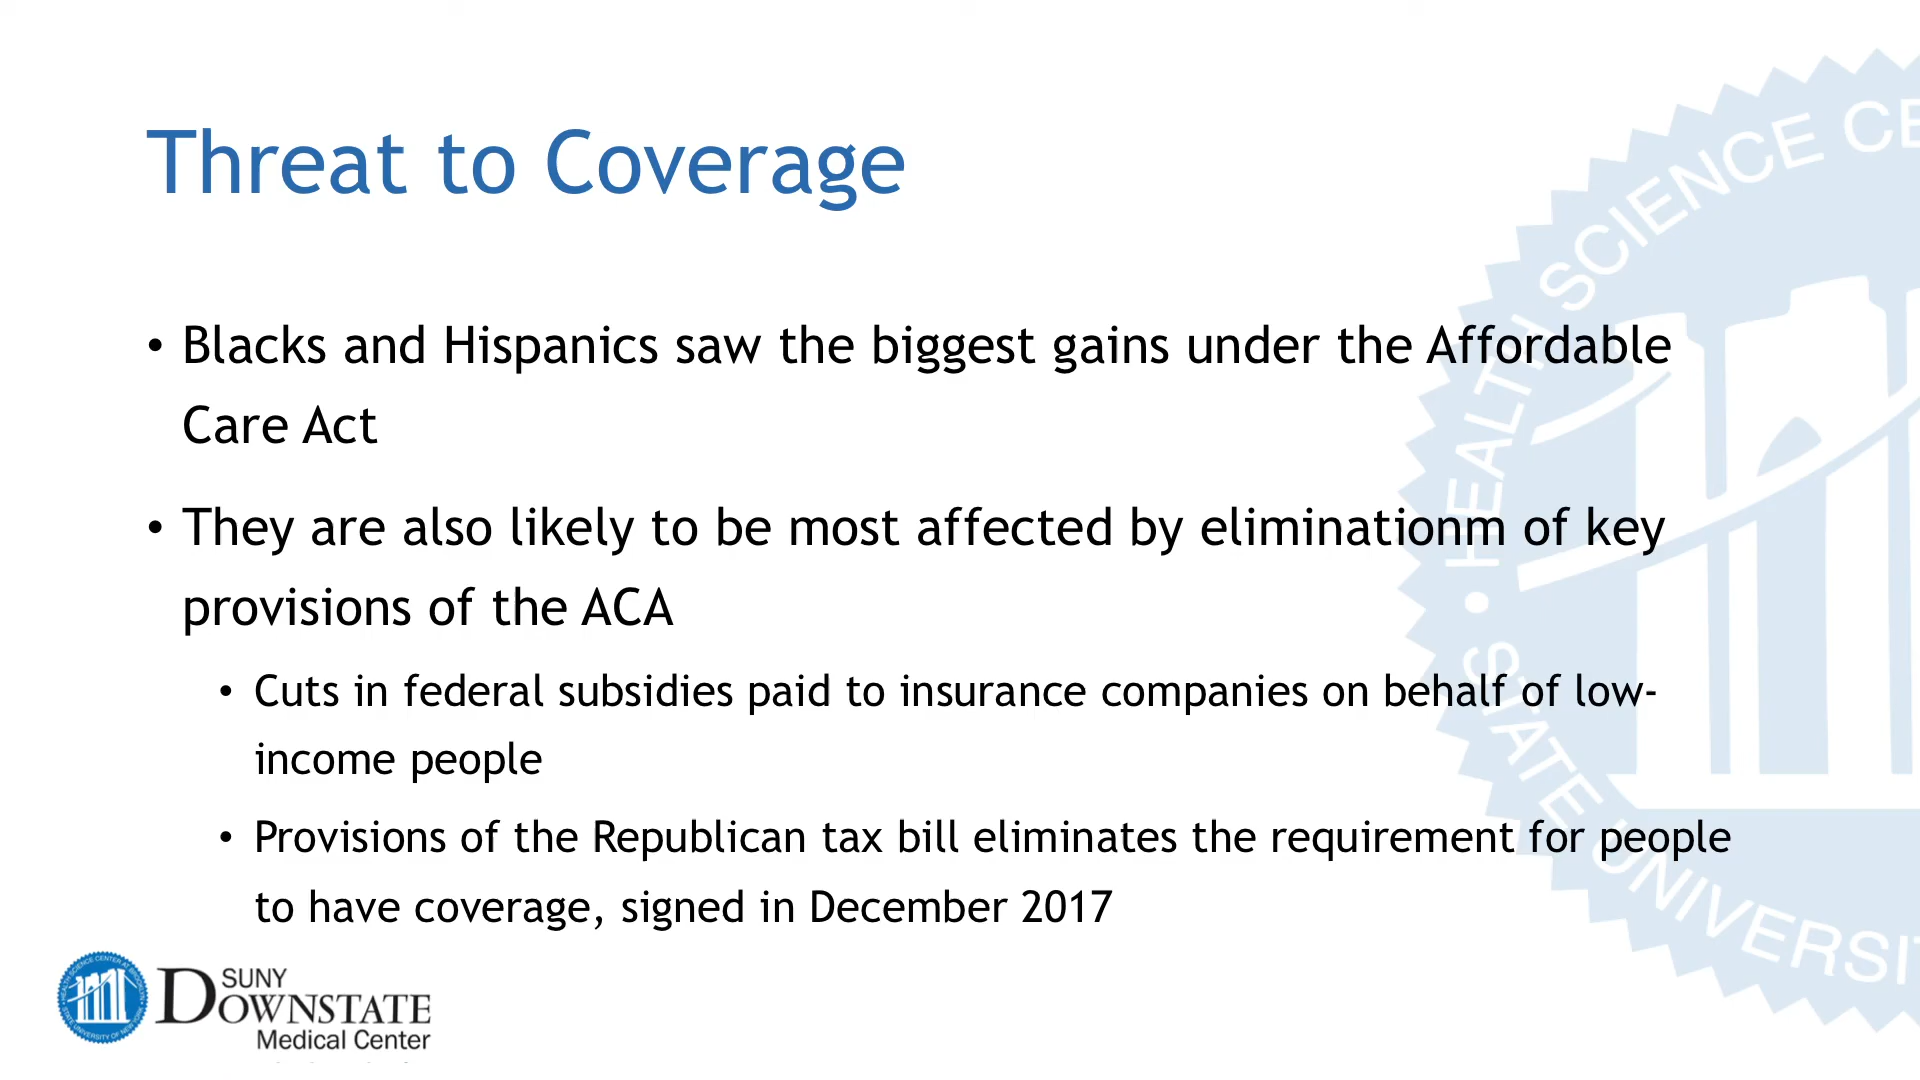 Threat to Coverage
• Blacks and Hispanics saw the biggest gains under the Affordable
Care Act
• They are also likely to be most affected by eliminationm of key
provisions of the ACA
• Cuts in federal subsidies paid to insurance companies on behalf of low-
income people
• Provisions of the Republican tax bill eliminates the requirement for people
to have coverage, signed in December 2017
SUNY
DOWNSTATE
Medical Center
STATE • HEALTH SCIENCE